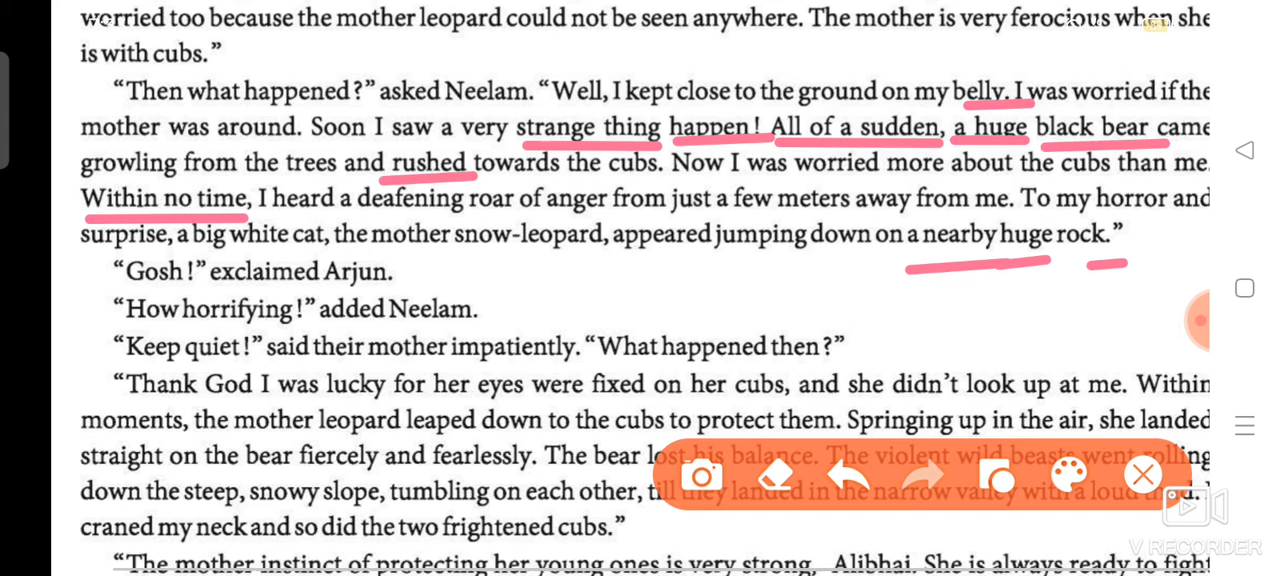 worried too because the mother leopard could not be seen anywhere. The mother is very ferocious when she
is with cubs.”
“Then what happened?” asked Neelam. “Well, I kept close to the ground on my belly. I was worried if the
mother was around. Soon I saw a very strange thing happen! All of a sudden, a huge black bear came
growling from the trees and rushed towards the cubs. Now I was worried more about the cubs than me.
Within no time, I heard a deafening roar of anger from just a few meters away from me. To my horror and
surprise, a big white cat, the mother snow-leopard, appeared jumping down on a nearby huge rock.”
“Gosh!” exclaimed Arjun.
“How horrifying!” added Neelam.
“Keep quiet!” said their mother impatiently. “What happened then?”
“Thank God I was lucky for her eyes were fixed on her cubs, and she didn’t look up at me. Within
moments, the mother leopard leaped down to the cubs to protect them. Springing up in the air, she landed
straight on the bear fiercely and fearlessly. The bear lost his balance. The violent wild beasts went rolling
down the steep, snowy slope, tumbling on each other, till they landed in the narrow valley with a loud
craned my neck and so did the two frightened cubs.”
“The mother instinct of protecting her young ones is very strong, Alibhai. She is always ready to fight
V RECORDER